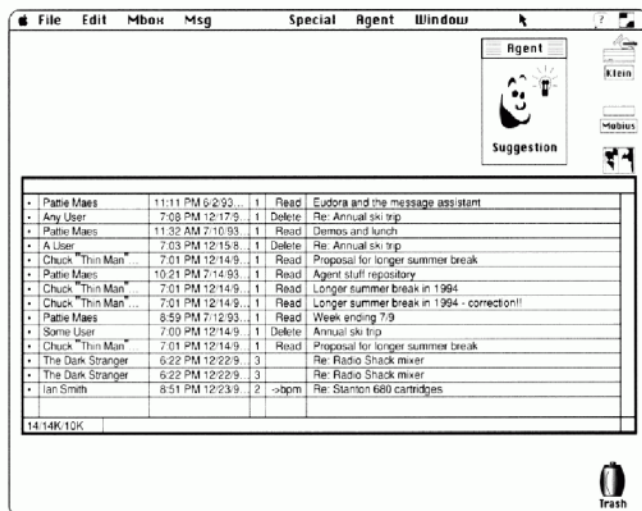 File Edit Mbox Msg Special Agent Window ?
Agent
Suggestion
Klein
Mobius
• Pattie Maes 11:11 PM 6/2/93... 1 Read Eudora and the message assistant
• Any User 7:08 PM 12/17/9... 1 Delete Re: Annual ski trip
• Pattie Maes 11:32 AM 7/10/93... 1 Read Demos and lunch
• A User 7:03 PM 12/15/8... 1 Delete Re: Annual ski trip
• Chuck "Thin Man"... 7:01 PM 12/14/9... 1 Read Proposal for longer summer break
• Pattie Maes 10:21 PM 7/14/93... 1 Read Agent stuff repository
• Chuck "Thin Man"... 7:01 PM 12/14/9... 1 Read Longer summer break in 1994
• Chuck "Thin Man"... 7:01 PM 12/14/9... 1 Read Longer summer break in 1994 - correction!!
• Pattie Maes 8:59 PM 7/12/93... 1 Read Week ending 7/9
• Some User 7:00 PM 12/14/9... 1 Delete Annual ski trip
• Chuck "Thin Man"... 7:01 PM 12/14/9... 1 Read Proposal for longer summer break
• The Dark Stranger 6:22 PM 12/22/9... 3 Re: Radio Shack mixer
• The Dark Stranger 6:22 PM 12/22/9... 3 Re: Radio Shack mixer
• Ian Smith 8:51 PM 12/23/9... 2 ->bpm Re: Stanton 680 cartridges
14/14K/10K
Trash